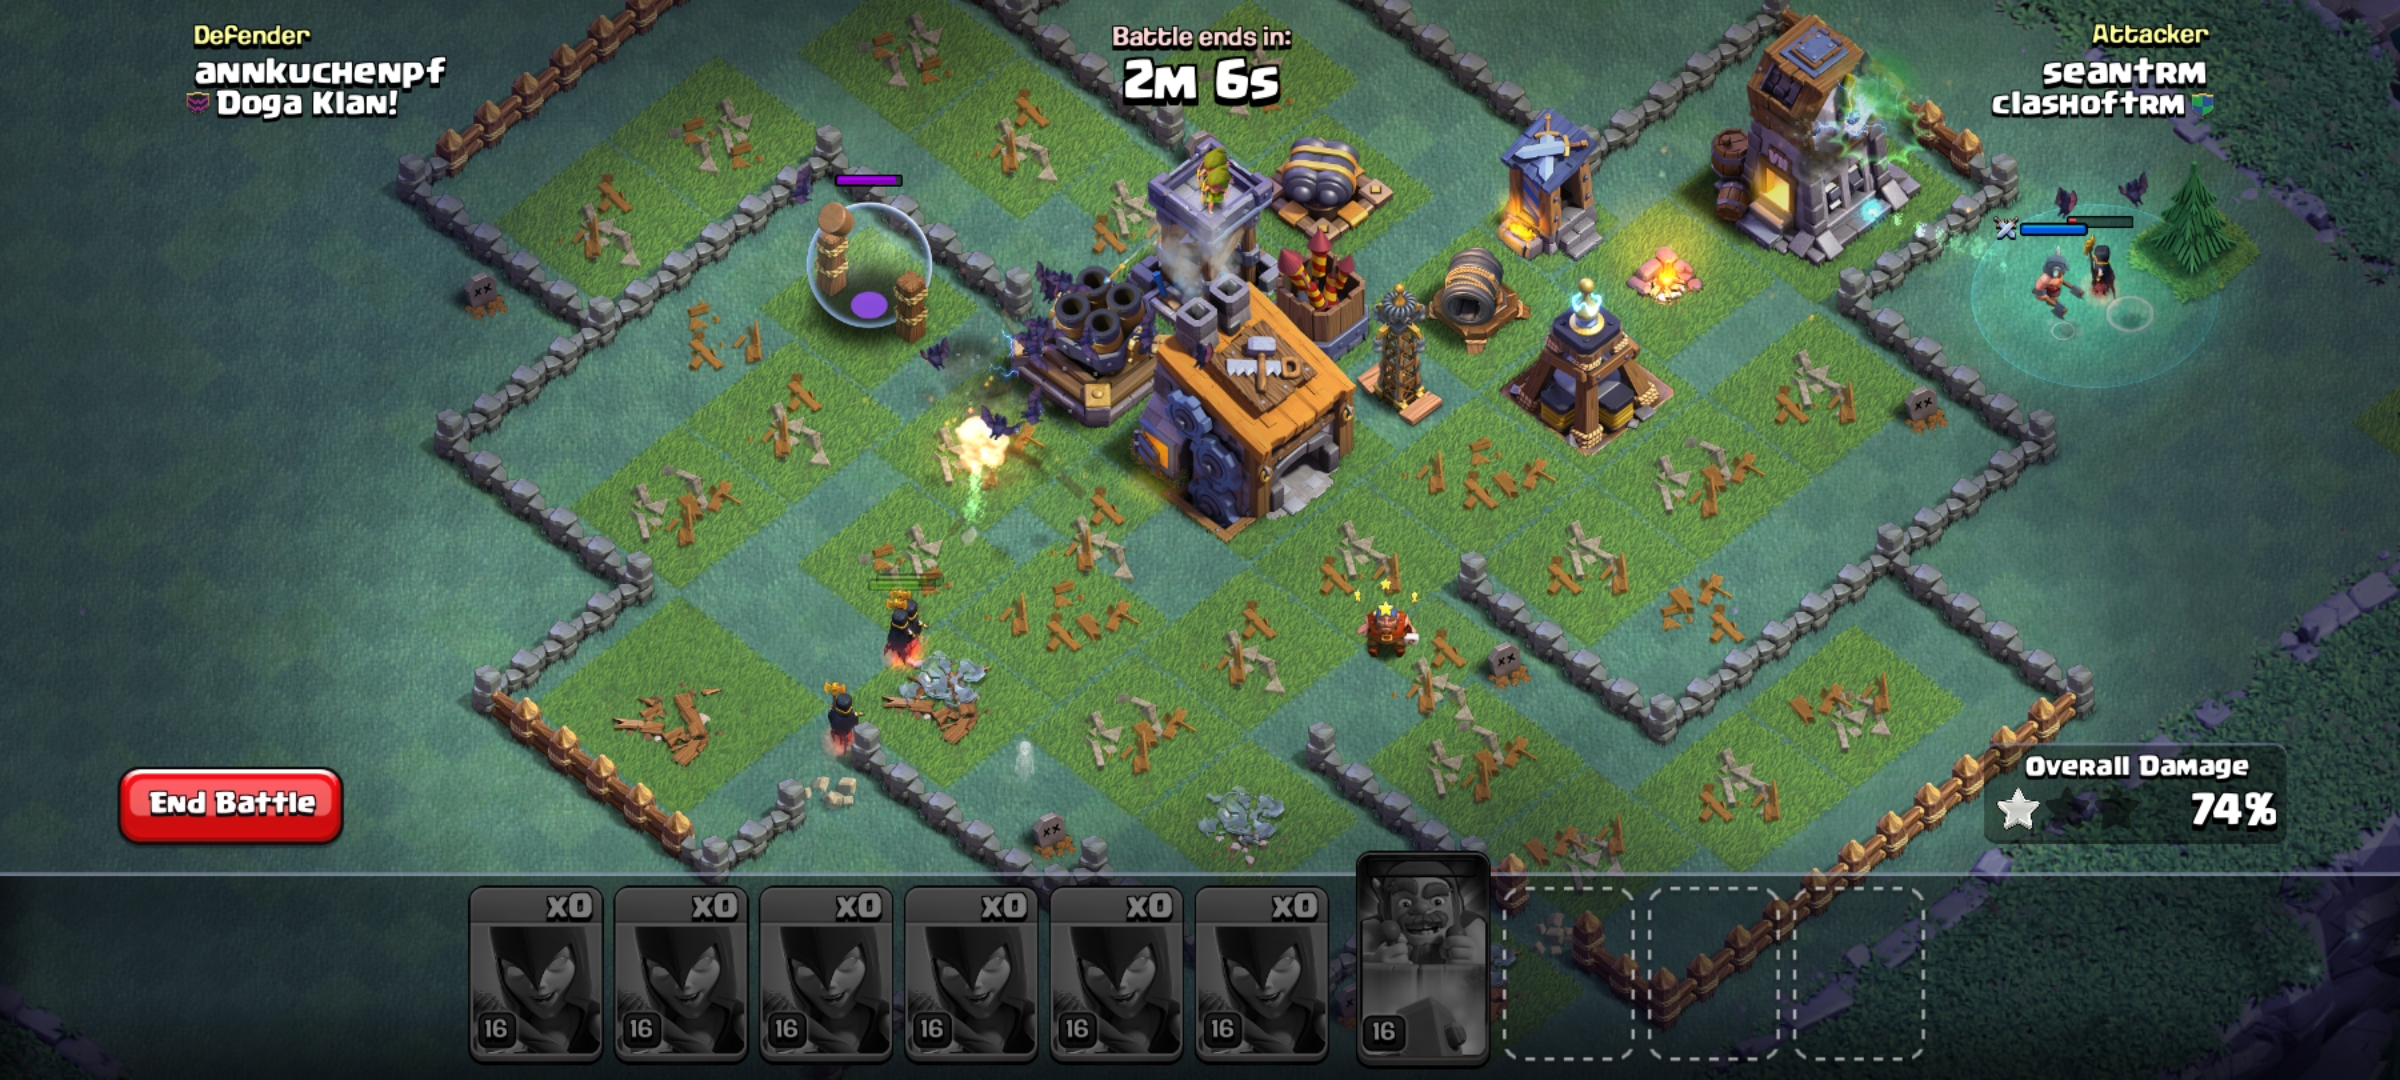 Defender
annkuchenpf
Doga Klan!
Battle ends in:
2M 6s
Attacker
seantRM
clashoftRM
VII
End Battle
Overall Damage
74%
x0
x0
x0
x0
x0
x0
16
16
16
16
16
16
16